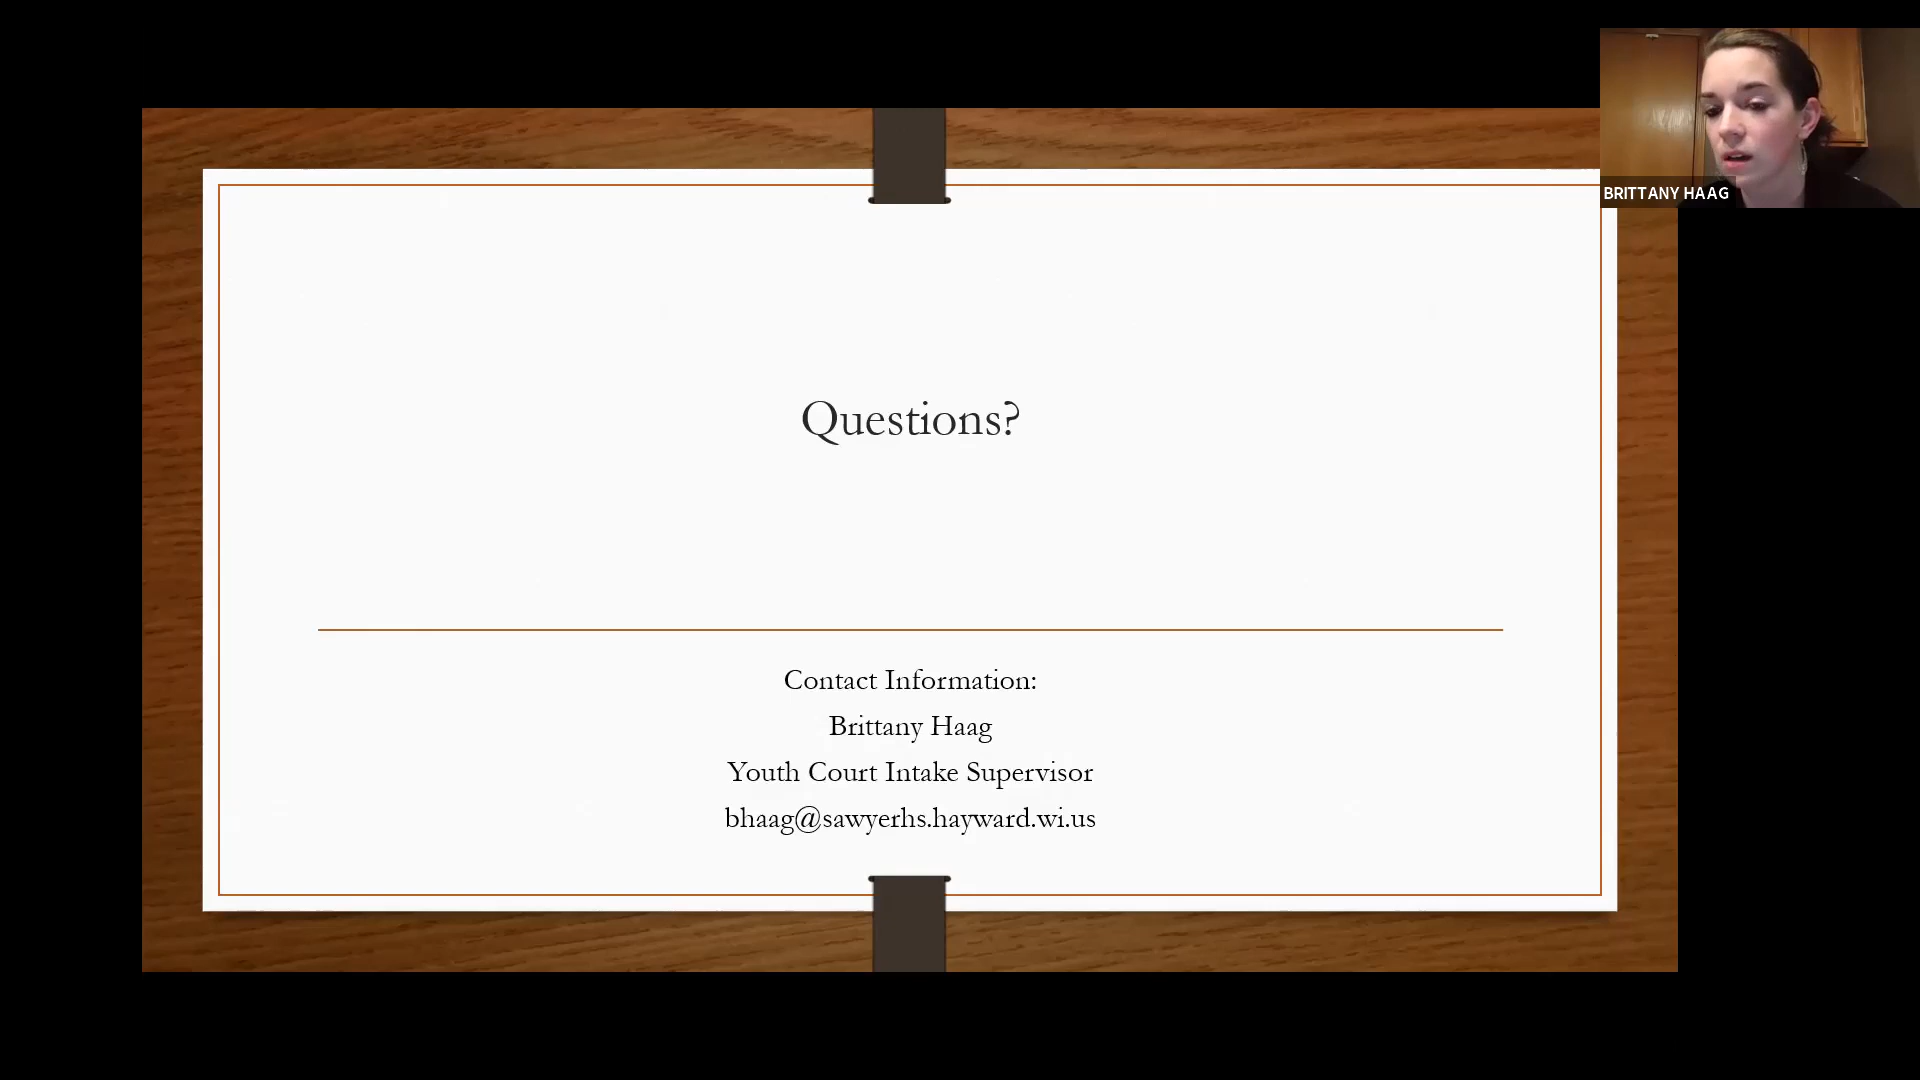 BRITTANY HAAG
Questions?
Contact Information:
Brittany Haag
Youth Court Intake Supervisor
bhaag@sawyerhs.hayward.wi.us